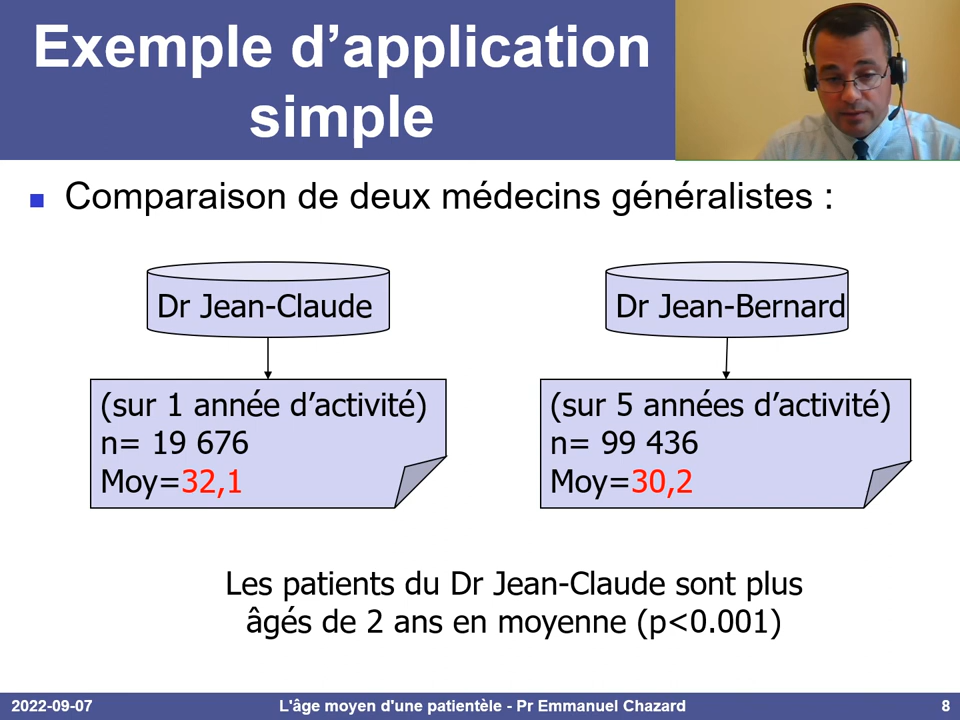 Exemple d’application
simple
Comparaison de deux médecins généralistes :
Dr Jean-Claude
(sur 1 année d’activité)
n= 19 676
Moy=32,1
Dr Jean-Bernard
(sur 5 années d’activité)
n= 99 436
Moy=30,2
Les patients du Dr Jean-Claude sont plus
âgés de 2 ans en moyenne (p<0.001)
2022-09-07 L'âge moyen d'une patientèle - Pr Emmanuel Chazard 8